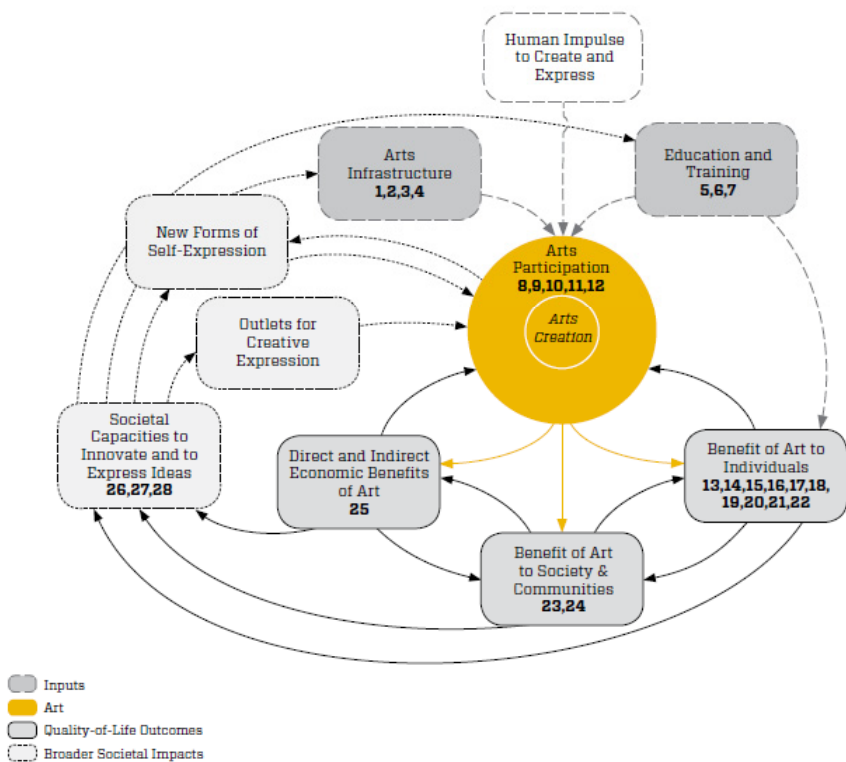 Human Impulse
to Create and
Express
Arts
Infrastructure
1,2,3,4
Education and
Training
5,6,7
New Forms of
Self-Expression
Arts
Participation
8,9,10,11,12
Arts
Creation
Outlets for
Creative
Expression
Societal
Capacities to
Innovate and to
Express Ideas
26,27,28
Direct and Indirect
Economic Benefits
of Art
25
Benefit of Art to
Individuals
13,14,15,16,17,18,
19,20,21,22
Benefit of Art
to Society &
Communities
23,24
Inputs
Art
Quality-of-Life Outcomes
Broader Societal Impacts